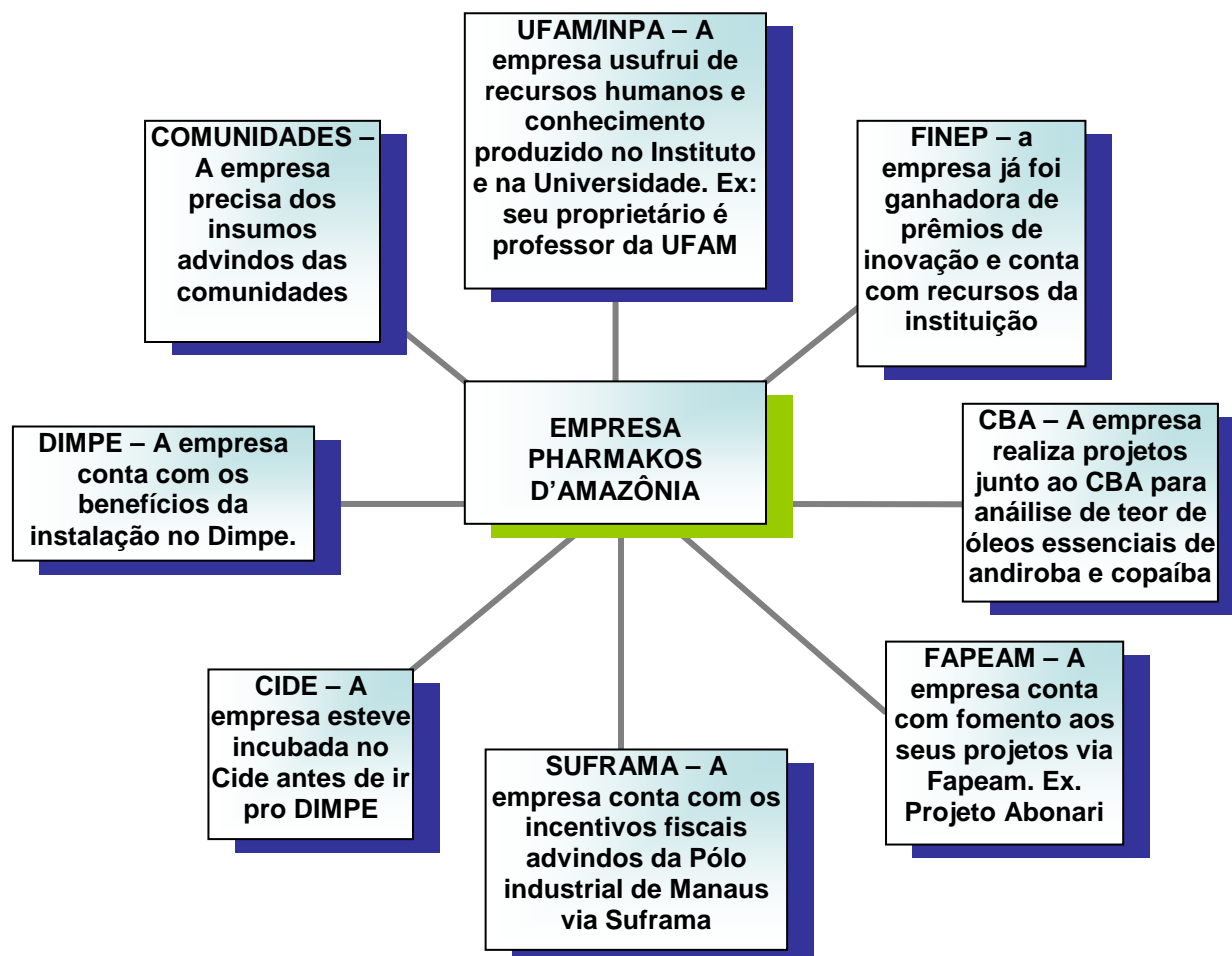 UFAM/INPA – A
empresa usufrui de
recursos humanos e
conhecimento
produzido no Instituto
e na Universidade. Ex:
seu proprietário é
professor da UFAM
COMUNIDADES –
A empresa
precisa dos
insumos
advindos das
comunidades
FINEP – a
empresa já foi
ganhadora de
prêmios de
inovação e conta
com recursos da
instituição
EMPRESA
PHARMAKOS
D’AMAZÔNIA
DIMPE – A empresa
conta com os
benefícios da
instalação no Dimpe.
CBA – A empresa
realiza projetos
junto ao CBA para
anáilise de teor de
óleos essenciais de
andiroba e copaíba
CIDE – A
empresa esteve
incubada no
Cide antes de ir
pro DIMPE
SUFRAMA – A
empresa conta com os
incentivos fiscais
advindos da Pólo
industrial de Manaus
via Suframa
FAPEAM – A
empresa conta
com fomento aos
seus projetos via
Fapeam. Ex.
Projeto Abonari